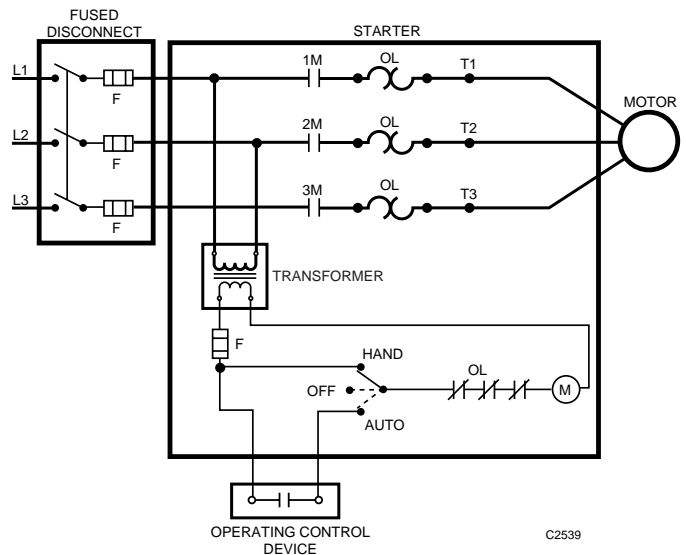 FUSED
DISCONNECT
STARTER
L1
F
1M
OL
T1
MOTOR
L2
F
2M
OL
T2
L3
F
3M
OL
T3
TRANSFORMER
F
HAND
OL
OFF
M
AUTO
OPERATING CONTROL
DEVICE
C2539